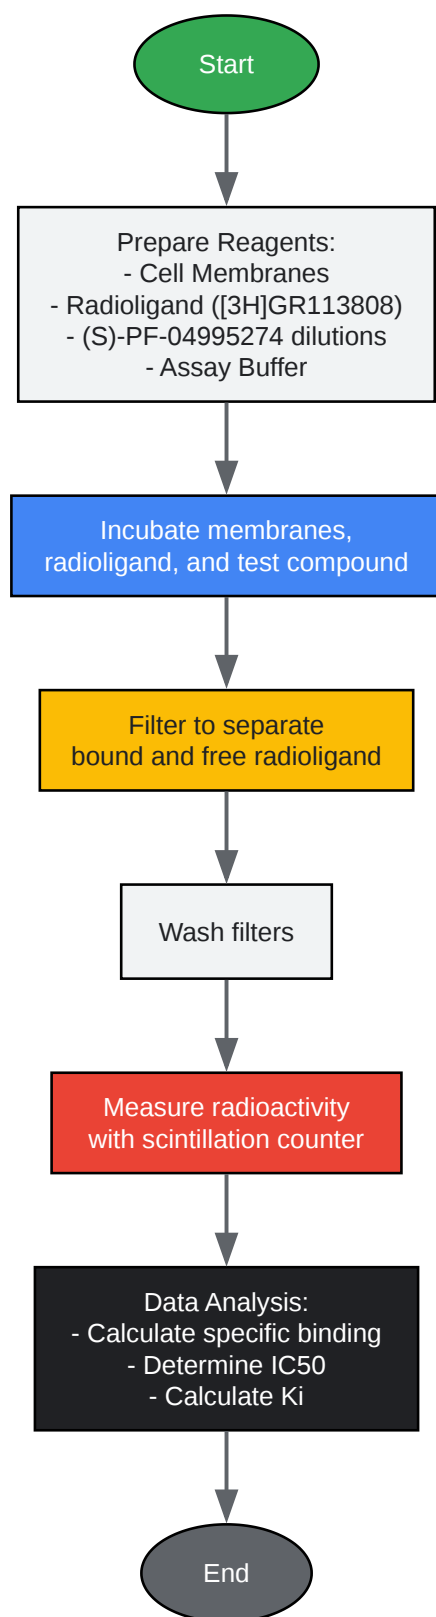 Start
Prepare Reagents:
- Cell Membranes
- Radioligand ([3H]GR113808)
- (S)-PF-04995274 dilutions
- Assay Buffer
Incubate membranes,
radioligand, and test compound
Filter to separate
bound and free radioligand
Wash filters
Measure radioactivity
with scintillation counter
Data Analysis:
- Calculate specific binding
- Determine IC50
- Calculate Ki
End